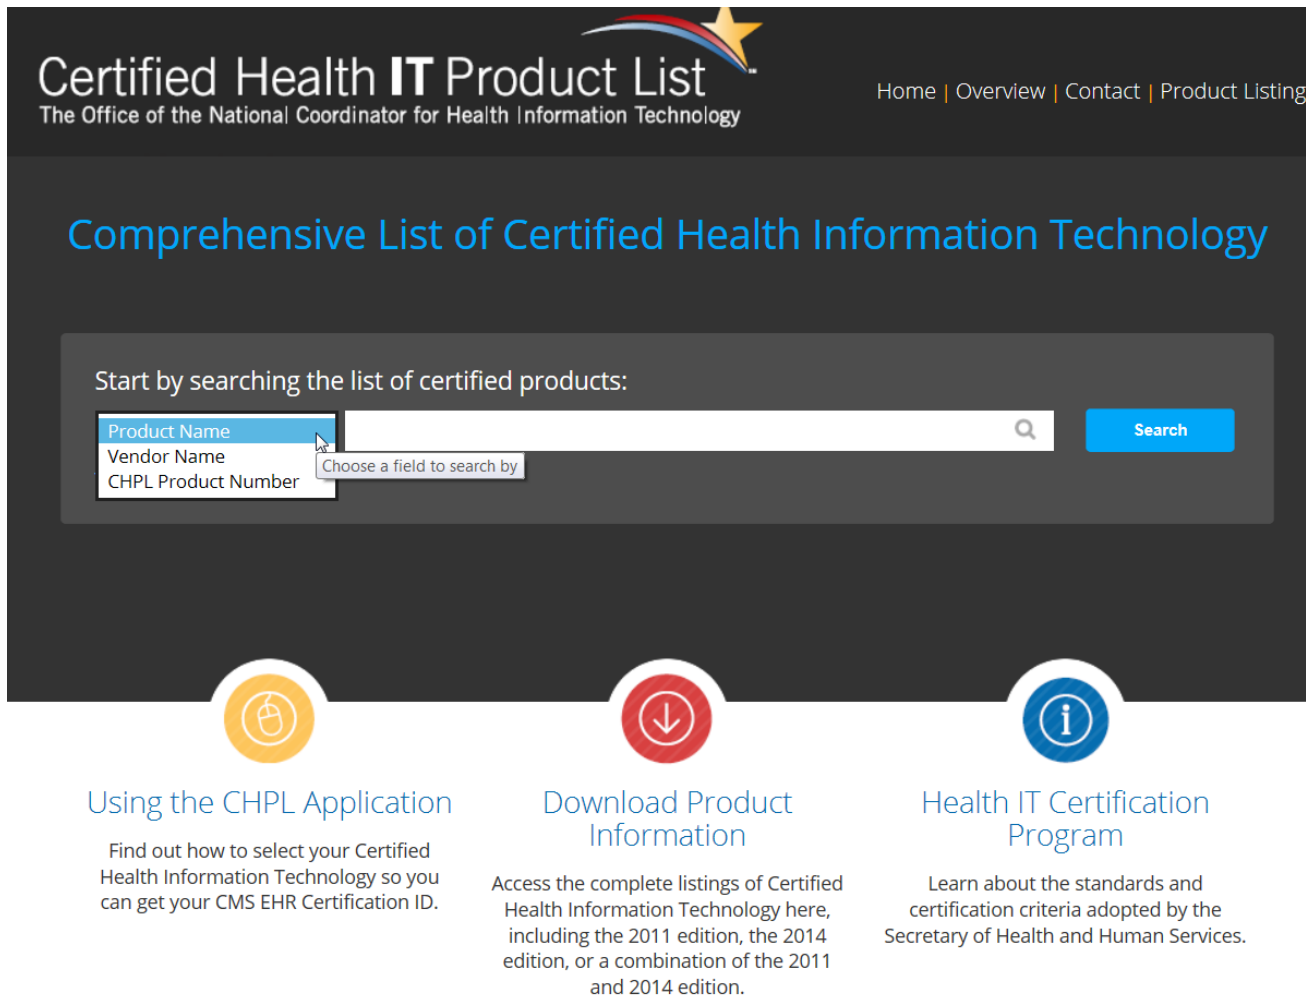 Certified Health IT Product List
The Office of the National Coordinator for Health Information Technology
Home | Overview | Contact | Product Listing
Comprehensive List of Certified Health Information Technology
Start by searching the list of certified products:
Product Name
Vendor Name
CHPL Product Number
Choose a field to search by
Search
Using the CHPL Application
Find out how to select your Certified
Health Information Technology so you
can get your CMS EHR Certification ID.
Download Product
Information
Access the complete listings of Certified
Health Information Technology here,
including the 2011 edition, the 2014
edition, or a combination of the 2011
and 2014 edition.
Health IT Certification
Program
Learn about the standards and
certification criteria adopted by the
Secretary of Health and Human Services.